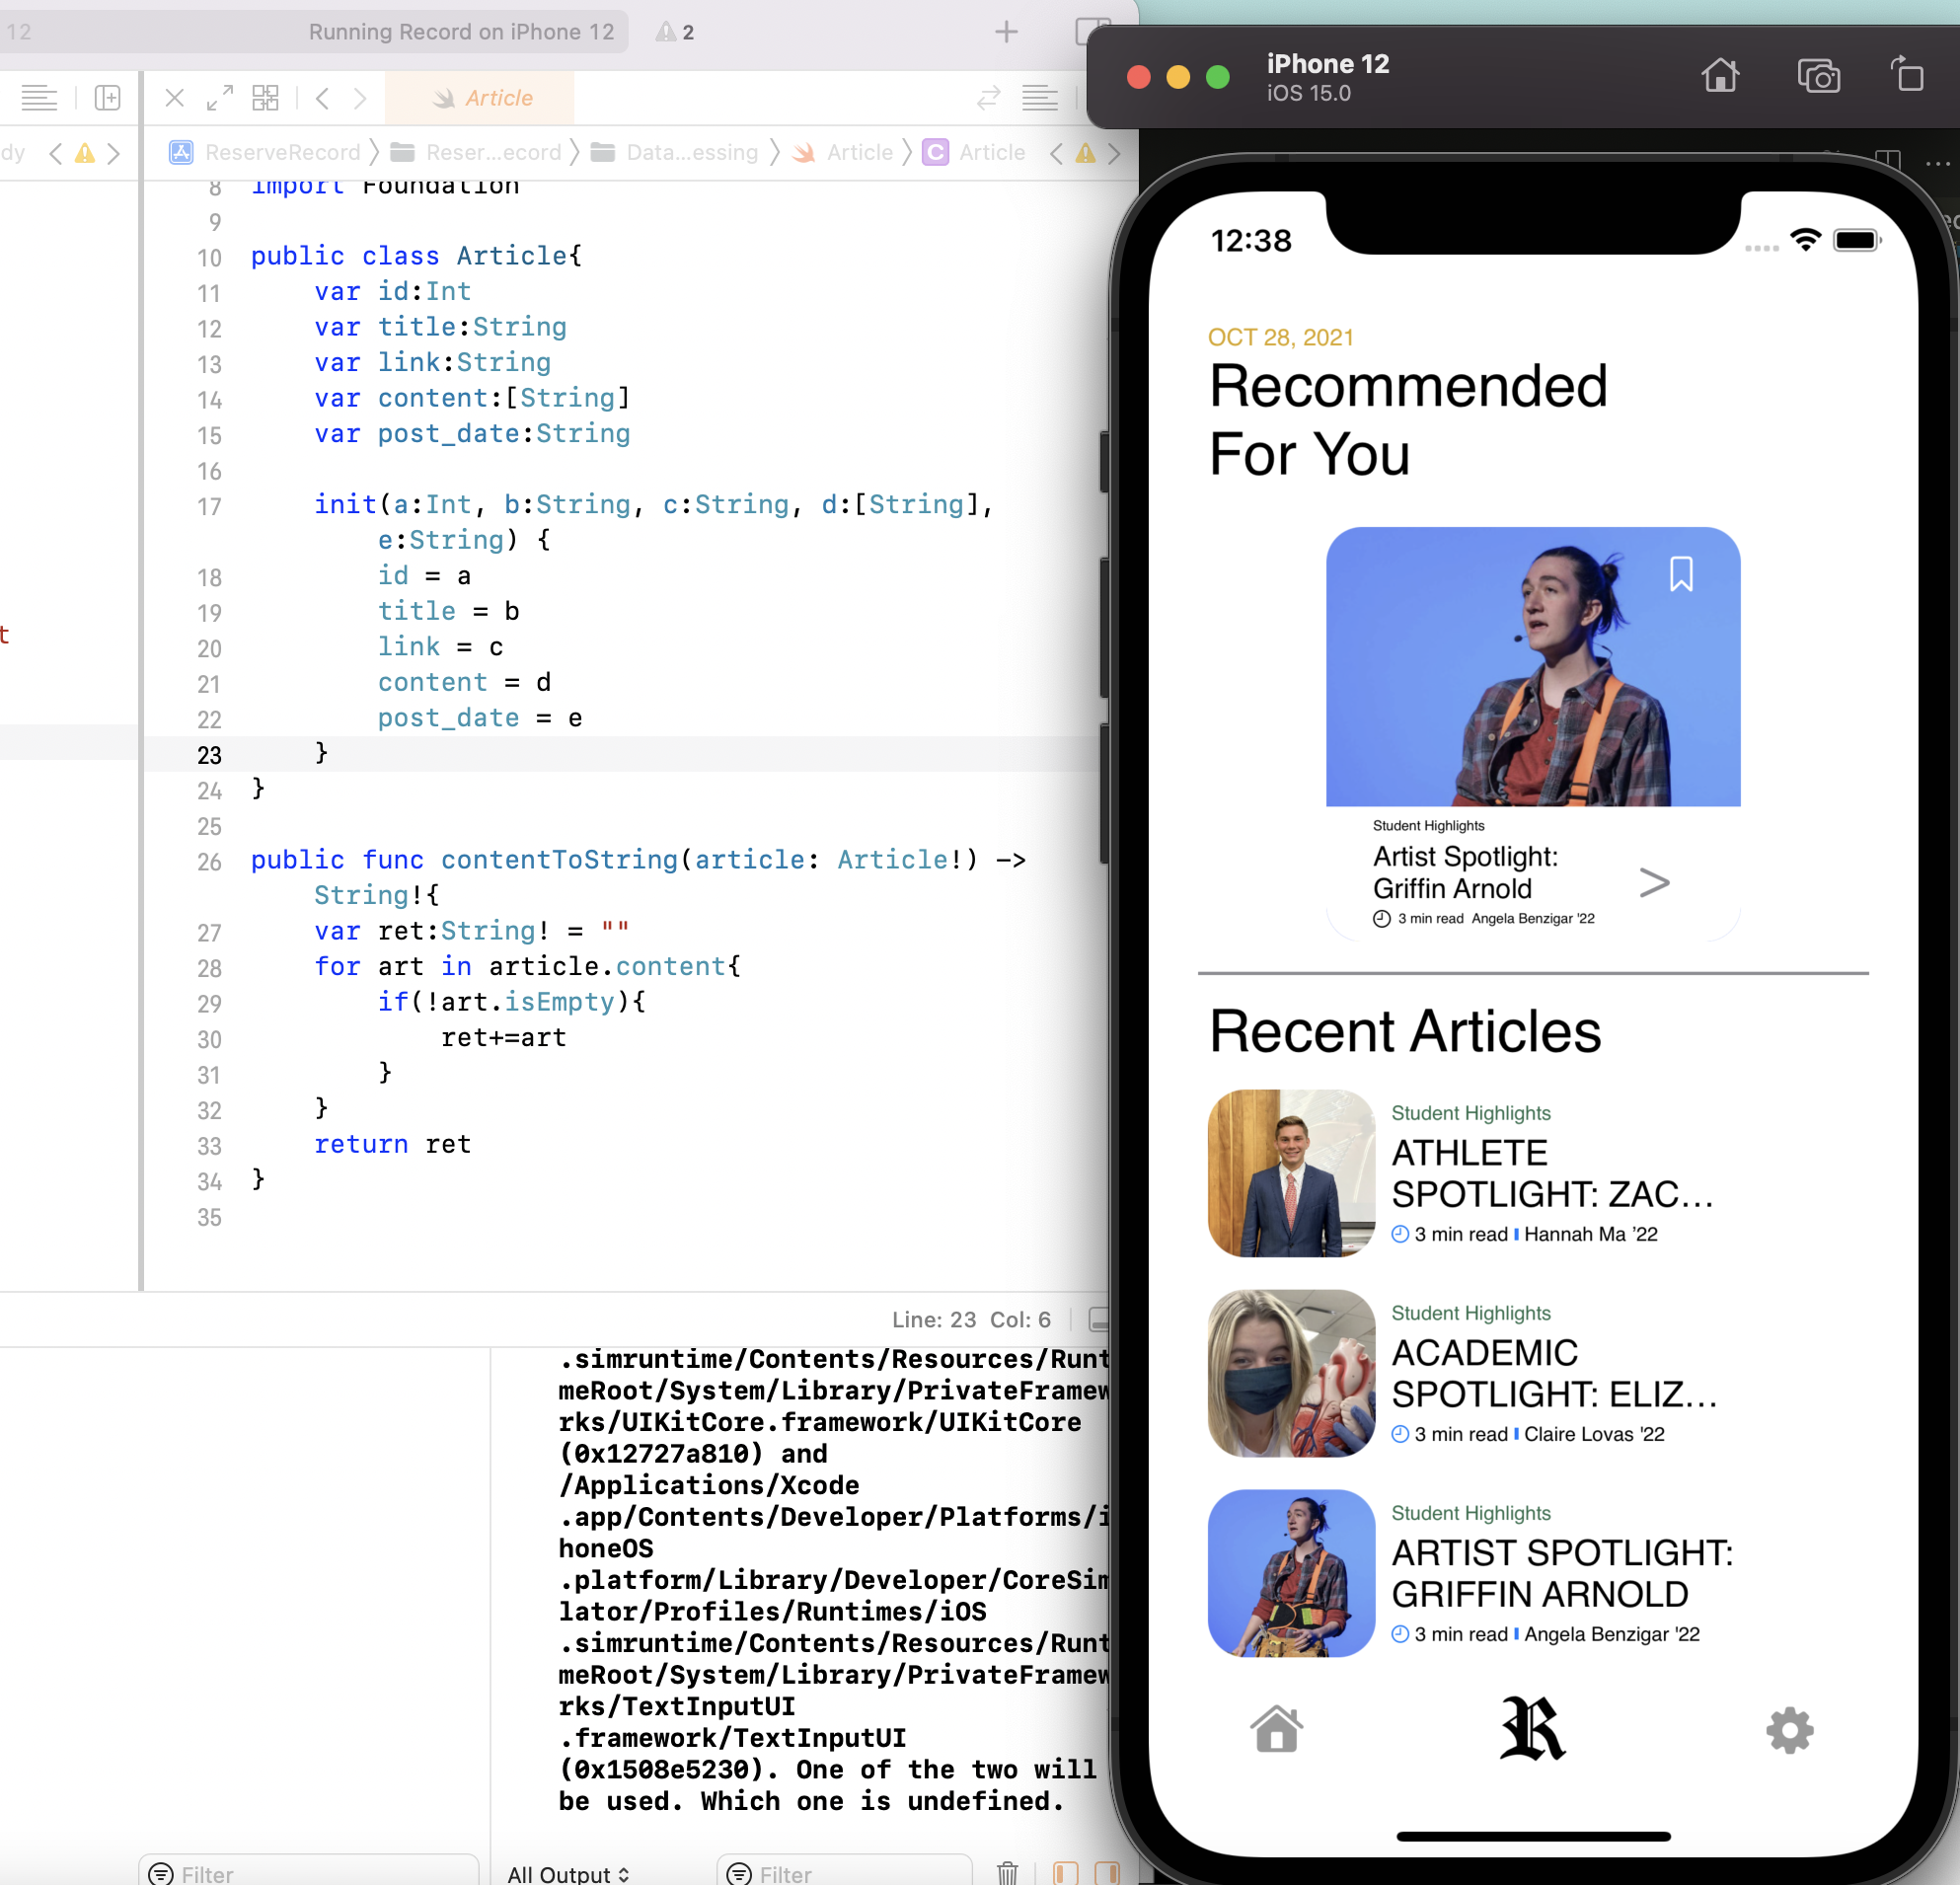 12
Running Record on iPhone 12
2
Article
dy
ReserveRecord
Reser...ecord
Data...essing
Article
C
Article
8 import Foundation
9
10 public class Article{
11 var id:Int
12 var title:String
13 var link:String
14 var content:[String]
15 var post_date:String
16
17 init(a:Int, b:String, c:String, d:[String],
e:String) {
18 id = a
19 title = b
20 link = c
21 content = d
22 post_date = e
23 }
24 }
25
26 public func contentToString(article: Article!) ->
String!{
27 var ret:String! = ""
28 for art in article.content{
29 if(!art.isEmpty){
30 ret+=art
31 }
32 }
33 return ret
34 }
35
t
Line: 23 Col: 6
.simruntime/Contents/Resources/Runt
meRoot/System/Library/PrivateFramew
rks/UIKitCore.framework/UIKitCore
(0x12727a810) and
/Applications/Xcode
.app/Contents/Developer/Platforms/i
honeOS
.platform/Library/Developer/CoreSim
lator/Profiles/Runtimes/iOS
.simruntime/Contents/Resources/Runt
meRoot/System/Library/PrivateFramew
rks/TextInputUI
.framework/TextInputUI
(0x1508e5230). One of the two will
be used. Which one is undefined.
Filter
All Output
Filter
iPhone 12
iOS 15.0
12:38
OCT 28, 2021
Recommended
For You
Student Highlights
Artist Spotlight:
Griffin Arnold
>
3 min read Angela Benzigar '22
Recent Articles
Student Highlights
ATHLETE
SPOTLIGHT: ZAC...
3 min read Hannah Ma ’22
Student Highlights
ACADEMIC
SPOTLIGHT: ELIZ...
3 min read Claire Lovas '22
Student Highlights
ARTIST SPOTLIGHT:
GRIFFIN ARNOLD
3 min read Angela Benzigar '22
R